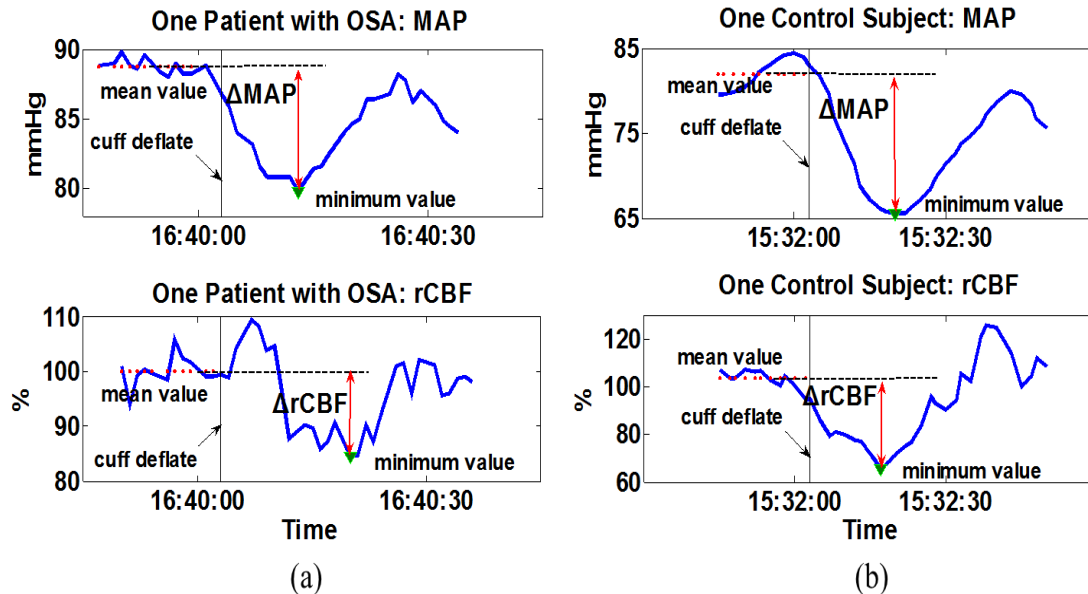 One Patient with OSA: MAP
90
85
80
mmHg
mean value
ΔMAP
cuff deflate
minimum value
16:40:00
16:40:30
One Patient with OSA: rCBF
110
100
90
80
%
mean value
ΔrCBF
cuff deflate
minimum value
16:40:00
16:40:30
Time
(a)
One Control Subject: MAP
85
75
65
mmHg
mean value
ΔMAP
cuff deflate
minimum value
15:32:00
15:32:30
One Control Subject: rCBF
120
100
80
60
%
mean value
ΔrCBF
cuff deflate
minimum value
15:32:00
15:32:30
Time
(b)